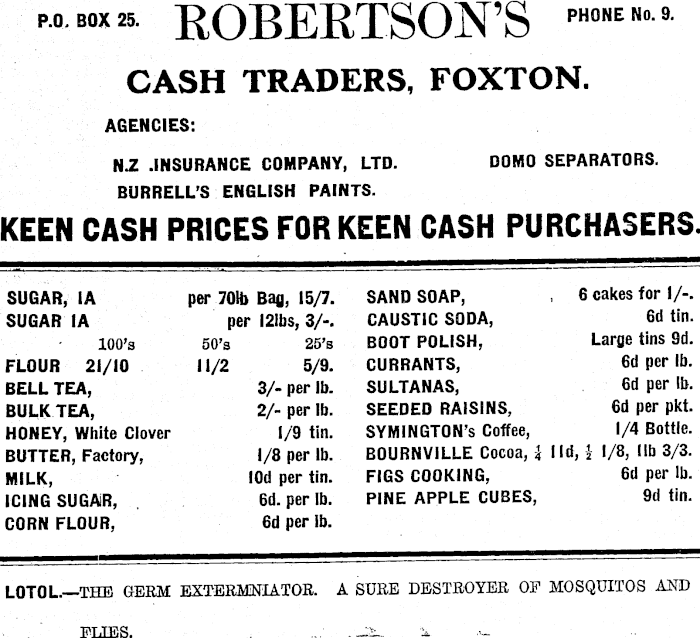 P.O. BOX 25. ROBERTSON'S PHONE No. 9.
CASH TRADERS, FOXTON.
AGENCIES:
N.Z .INSURANCE COMPANY, LTD. DOMO SEPARATORS.
BURRELL'S ENGLISH PAINTS.
KEEN CASH PRICES FOR KEEN CASH PURCHASERS.
SUGAR, 1A per 70lb Bag, 15/7.
SUGAR 1A per 12lbs, 3/-.
100's 50's 25's
FLOUR 21/10 11/2 5/9.
BELL TEA, 3/- per lb.
BULK TEA, 2/- per lb.
HONEY, White Clover 1/9 tin.
BUTTER, Factory, 1/8 per lb.
MILK, 10d per tin.
ICING SUGAR, 6d. per lb.
CORN FLOUR, 6d per lb.
SAND SOAP, 6 cakes for 1/-.
CAUSTIC SODA, 6d tin.
BOOT POLISH, Large tins 9d.
CURRANTS, 6d per lb.
SULTANAS, 6d per lb.
SEEDED RAISINS, 6d per pkt.
SYMINGTON's Coffee, 1/4 Bottle.
BOURNVILLE Cocoa, ¼ 11d, ½ 1/8, 1lb 3/3.
FIGS COOKING, 6d per lb.
PINE APPLE CUBES, 9d tin.
LOTOL.—THE GERM EXTERMNIATOR. A SURE DESTROYER OF MOSQUITOS AND
FLIES.